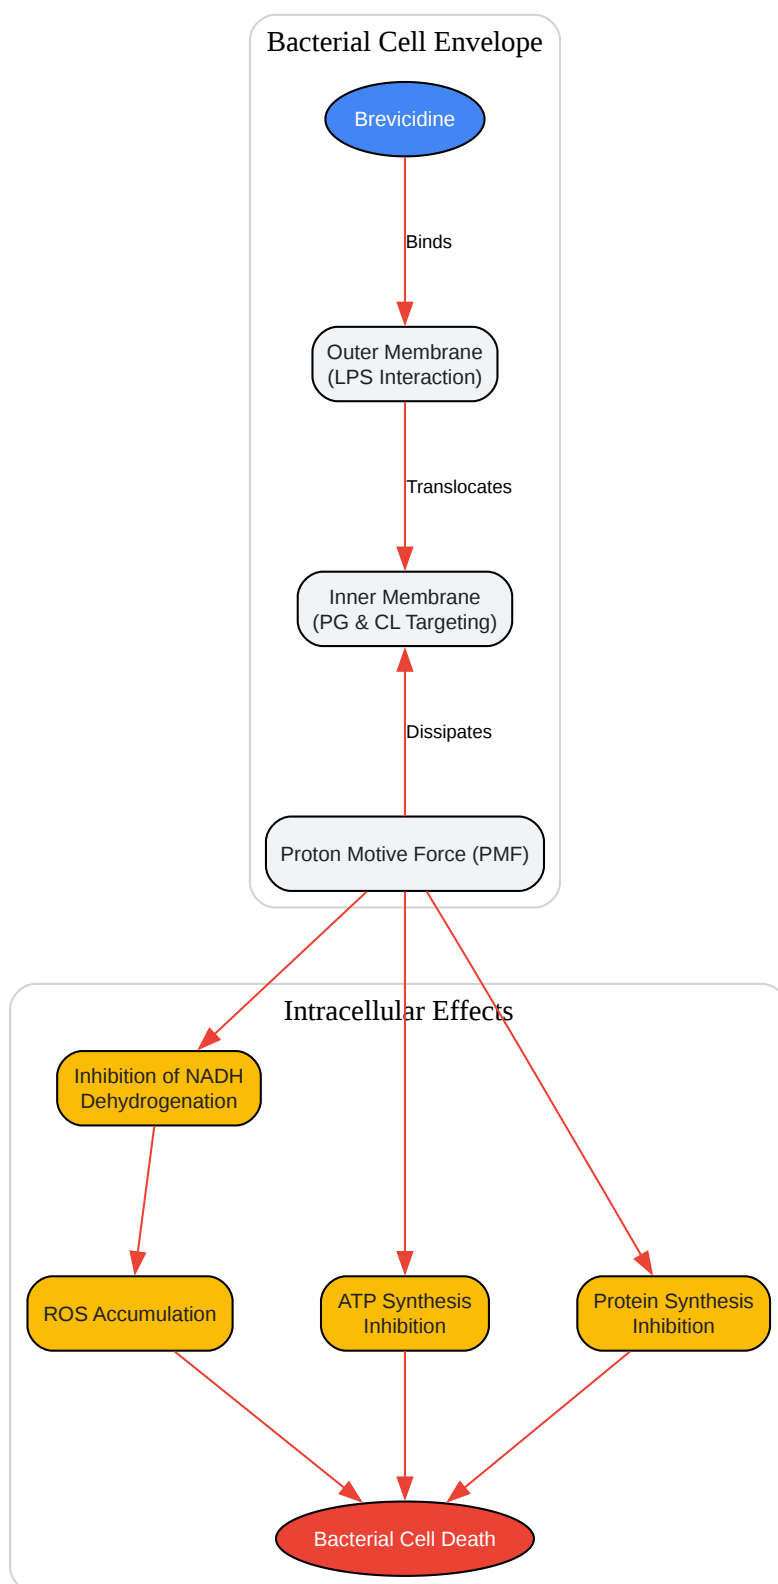 Bacterial Cell Envelope
Brevicidine
Binds
Outer Membrane
(LPS Interaction)
Translocates
Inner Membrane
(PG & CL Targeting)
Dissipates
Proton Motive Force (PMF)
Intracellular Effects
Inhibition of NADH
Dehydrogenation
ROS Accumulation
ATP Synthesis
Inhibition
Protein Synthesis
Inhibition
Bacterial Cell Death